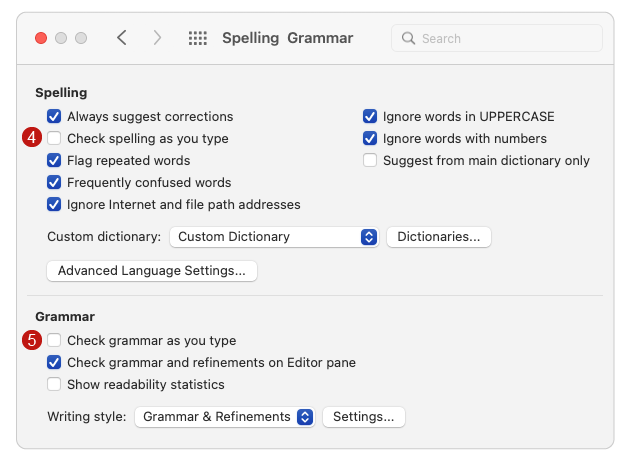 Spelling Grammar
Search
Spelling
Always suggest corrections
Ignore words in UPPERCASE
4 Check spelling as you type
Ignore words with numbers
Flag repeated words
Suggest from main dictionary only
Frequently confused words
Ignore Internet and file path addresses
Custom dictionary: Custom Dictionary Dictionaries...
Advanced Language Settings...
Grammar
5 Check grammar as you type
Check grammar and refinements on Editor pane
Show readability statistics
Writing style: Grammar & Refinements Settings...